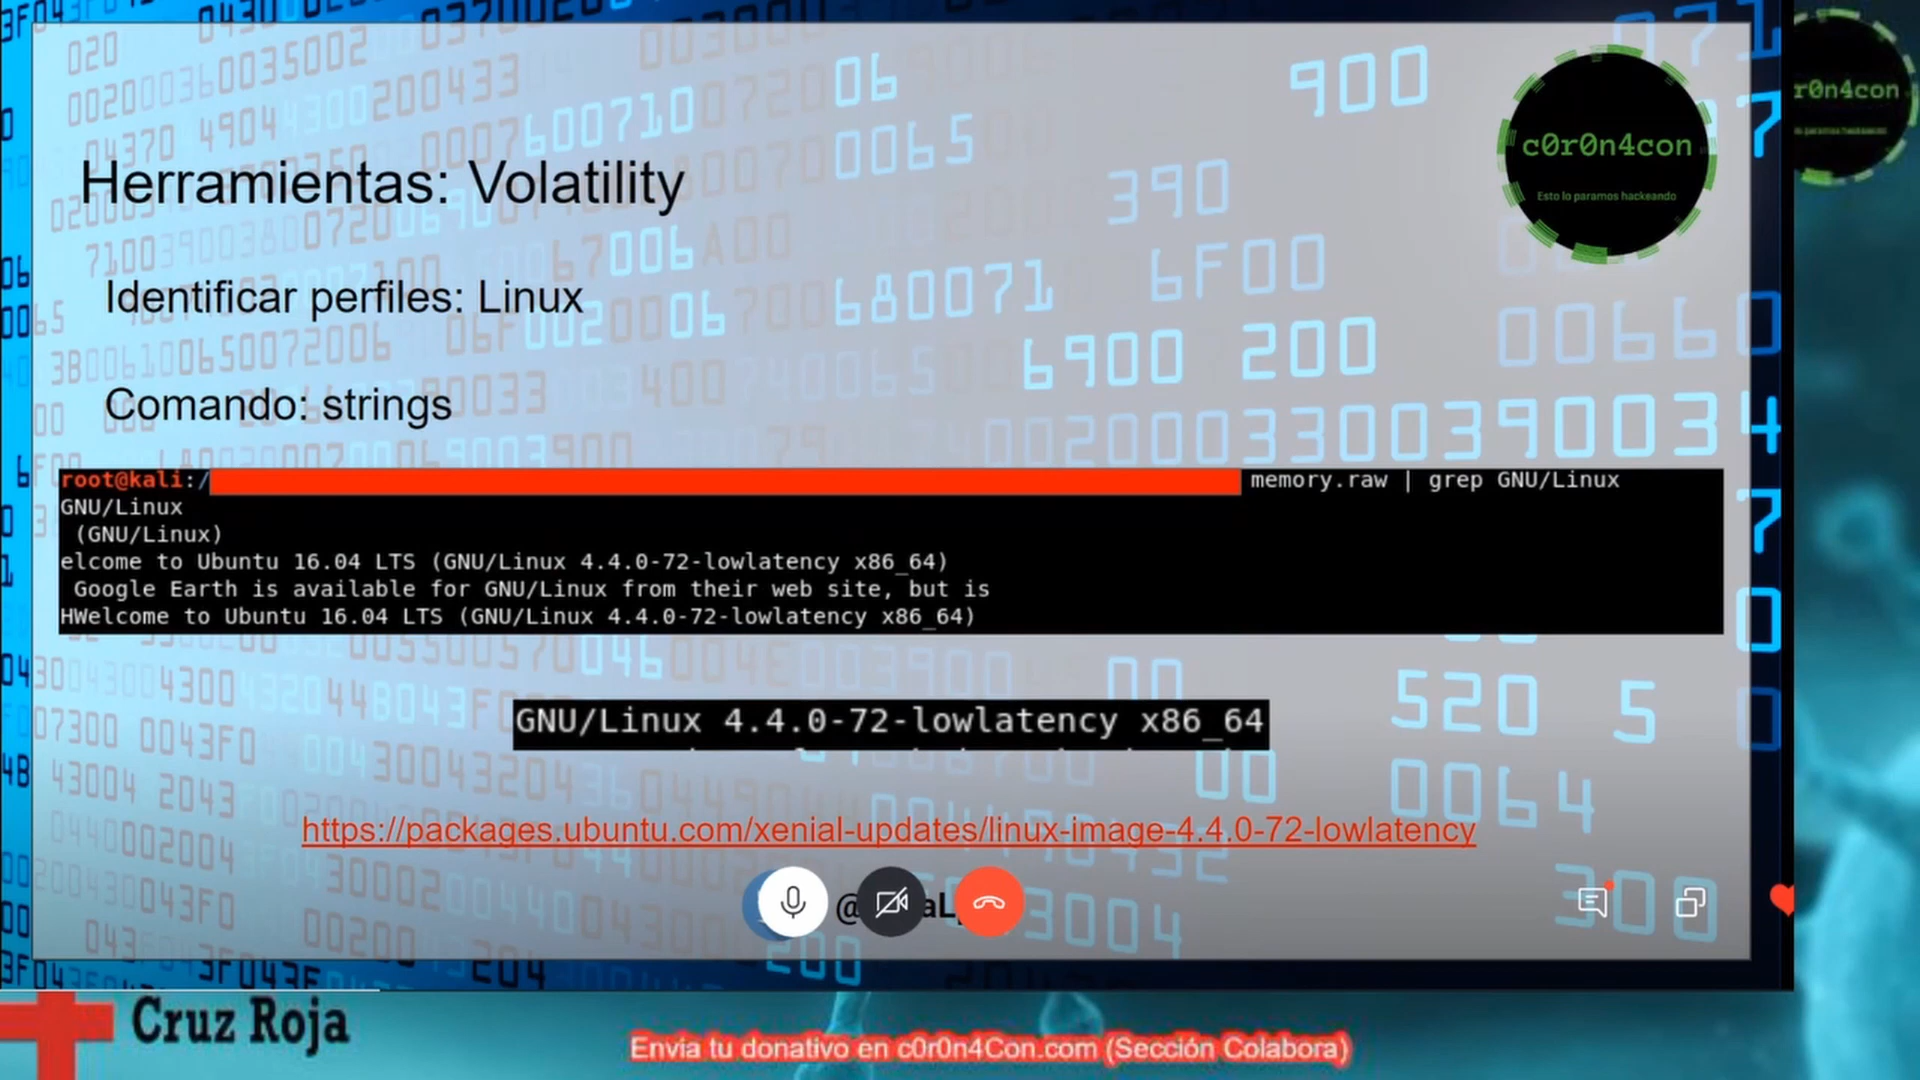 Herramientas: Volatility
c0r0n4con
Esto lo paramos hackeando
r0n4con
Identificar perfiles: Linux
Comando: strings
root@kali:/ memory.raw | grep GNU/Linux
GNU/Linux
(GNU/Linux)
elcome to Ubuntu 16.04 LTS (GNU/Linux 4.4.0-72-lowlatency x86_64)
Google Earth is available for GNU/Linux from their web site, but is
HWelcome to Ubuntu 16.04 LTS (GNU/Linux 4.4.0-72-lowlatency x86_64)
GNU/Linux 4.4.0-72-lowlatency x86_64
https://packages.ubuntu.com/xenial-updates/linux-image-4.4.0-72-lowlatency
Cruz Roja
Envia tu donativo en c0r0n4Con.com (Sección Colabora)